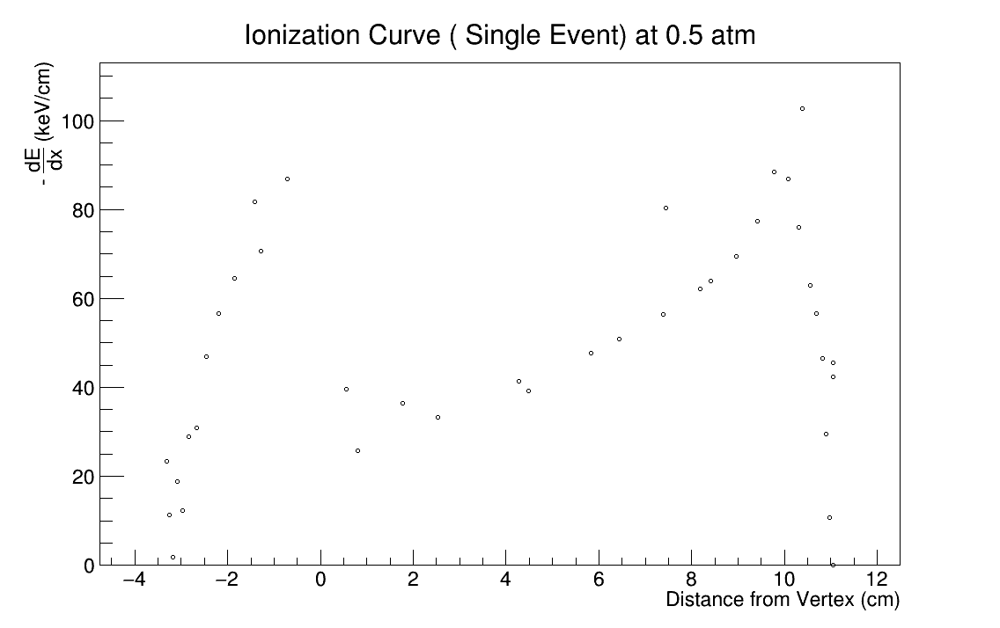 Ionization Curve ( Single Event) at 0.5 atm
- dE/dx (keV/cm)
100
80
60
40
20
0
−4 −2 0 2 4 6 8 10 12
Distance from Vertex (cm)